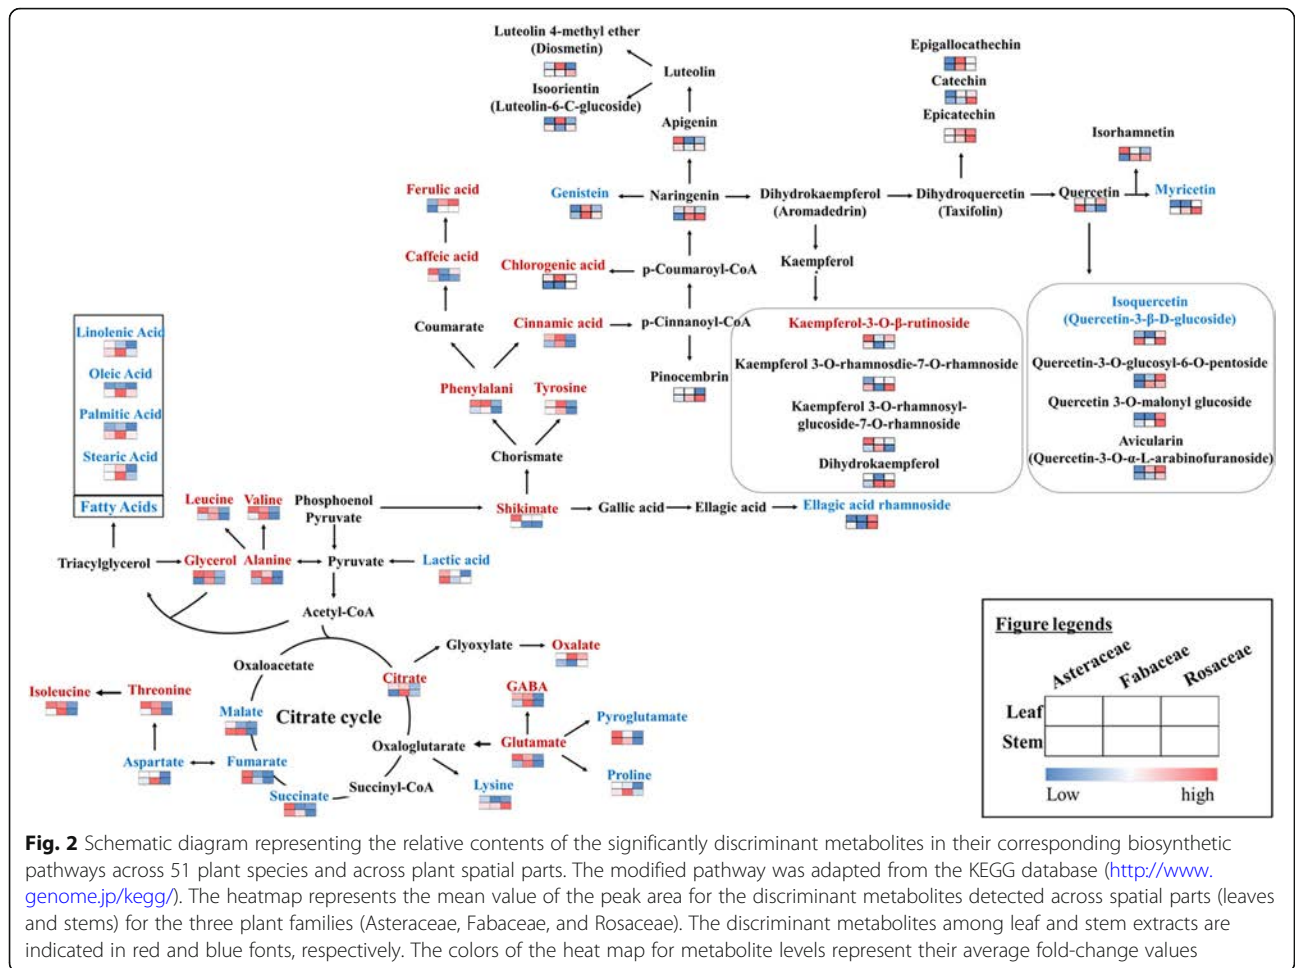 Luteolin 4-methyl ether
(Diosmetin)
Luteolin
Isoorientin
(Luteolin-6-C-glucoside)
Apigenin
Epigallocathechin
Catechin
Epicatechin
Isorhamnetin
Ferulic acid
Genistein
Naringenin
Dihydrokaempferol
(Aromadedrin)
Dihydroquercetin
(Taxifolin)
Quercetin
Myricetin
Caffeic acid
Chlorogenic acid
p-Coumaroyl-CoA
Kaempferol
Coumarate
Cinnamic acid
p-Cinnanoyl-CoA
Pinocembrin
Kaempferol-3-O-β-rutinoside
Kaempferol 3-O-rhamnosdie-7-O-rhamnoside
Kaempferol 3-O-rhamnosyl-
glucoside-7-O-rhamnoside
Dihydrokaempferol
Isoquercetin
(Quercetin-3-β-D-glucoside)
Quercetin-3-O-glucosyl-6-O-pentoside
Quercetin 3-O-malonyl glucoside
Avicularin
(Quercetin-3-O-α-L-arabinofuranoside)
Linolenic Acid
Oleic Acid
Palmitic Acid
Stearic Acid
Fatty Acids
Phenylalani
Tyrosine
Chorismate
Leucine
Valine
Phosphoenol
Pyruvate
Shikimate
Gallic acid
Ellagic acid
Ellagic acid rhamnoside
Triacylglycerol
Glycerol
Alanine
Pyruvate
Lactic acid
Acetyl-CoA
Oxaloacetate
Glyoxylate
Oxalate
Citrate
Isoleucine
Threonine
Malate
Citrate cycle
GABA
Pyroglutamate
Oxaloglutarate
Glutamate
Aspartate
Fumarate
Succinate
Succinyl-CoA
Lysine
Proline
Figure legends
Asteraceae
Fabaceae
Rosaceae
Leaf
Stem
Low
high
Fig. 2 Schematic diagram representing the relative contents of the significantly discriminant metabolites in their corresponding biosynthetic
pathways across 51 plant species and across plant spatial parts. The modified pathway was adapted from the KEGG database (http://www.
genome.jp/kegg/). The heatmap represents the mean value of the peak area for the discriminant metabolites detected across spatial parts (leaves
and stems) for the three plant families (Asteraceae, Fabaceae, and Rosaceae). The discriminant metabolites among leaf and stem extracts are
indicated in red and blue fonts, respectively. The colors of the heat map for metabolite levels represent their average fold-change values